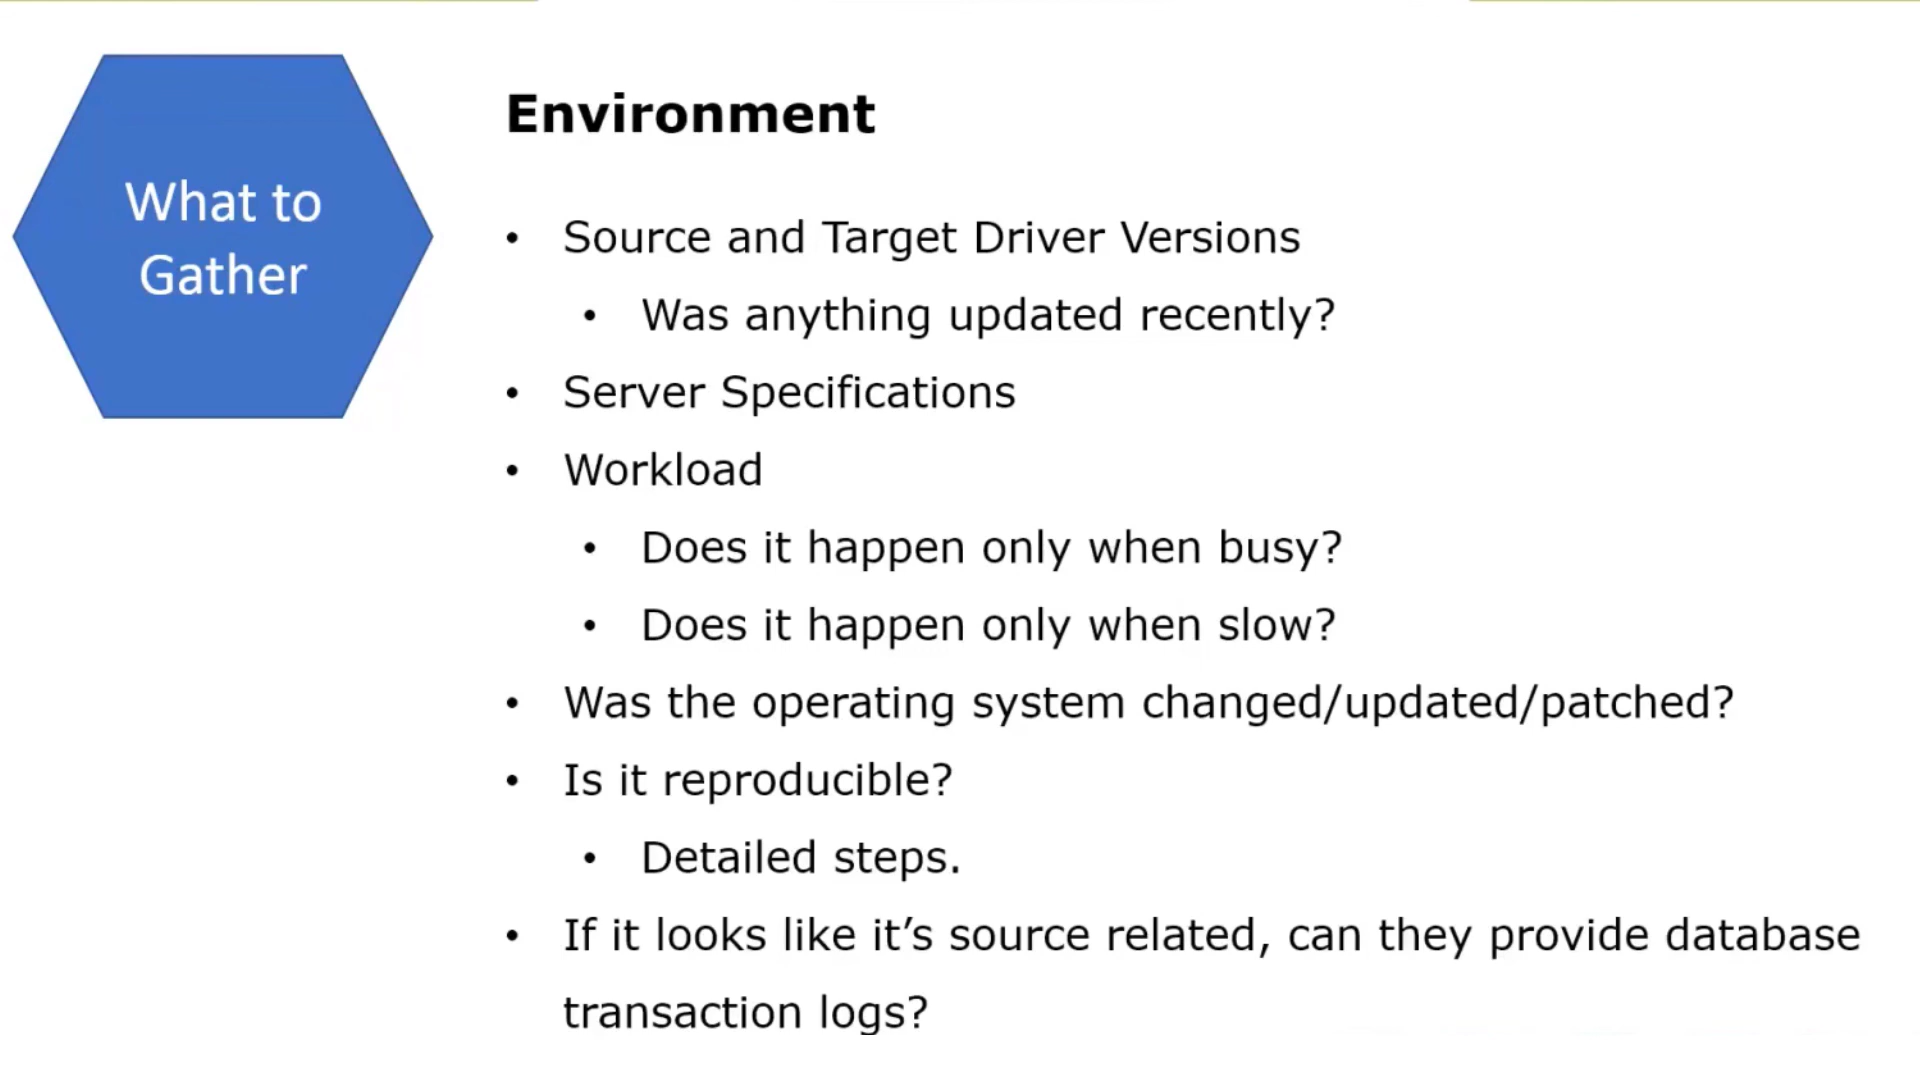 What to
Gather
Environment
• Source and Target Driver Versions
• Was anything updated recently?
• Server Specifications
• Workload
• Does it happen only when busy?
• Does it happen only when slow?
• Was the operating system changed/updated/patched?
• Is it reproducible?
• Detailed steps.
• If it looks like it’s source related, can they provide database
transaction logs?